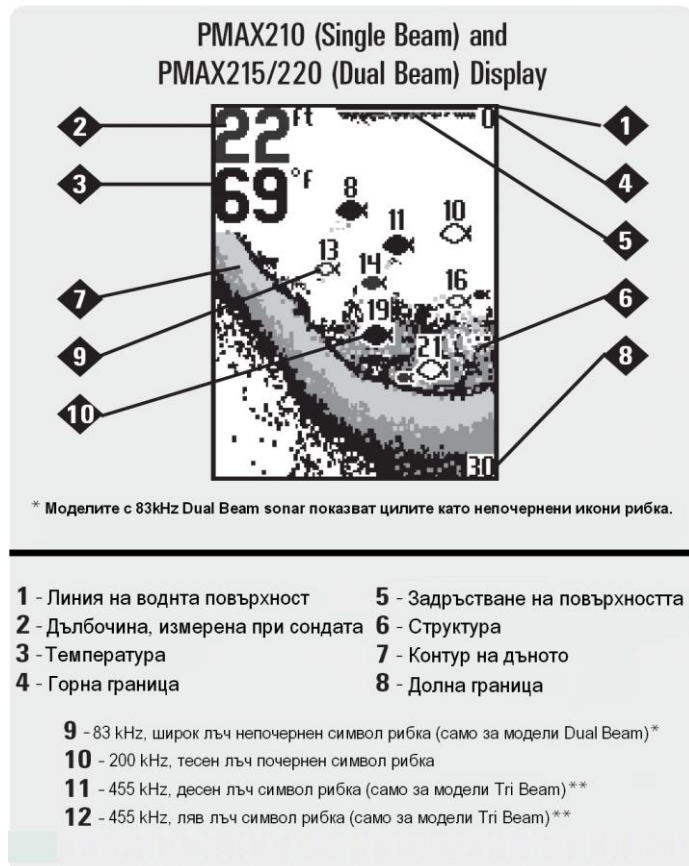 PMAX210 (Single Beam) and
PMAX215/220 (Dual Beam) Display
22 ft
0
69 °f
8
11
10
13
14
16
19
21
30
1
2
3
4
5
6
7
8
9
10
* Моделите с 83kHz Dual Beam sonar показват цилите като непочернени икони рибка.
1 - Линия на воднта повърхност
2 - Дълбочина, измерена при сондата
3 - Температура
4 - Горна граница
5 - Задръстване на повърхността
6 - Структура
7 - Контур на дъното
8 - Долна граница
9 - 83 kHz, широк лъч непочернен символ рибка (само за модели Dual Beam)*
10 - 200 kHz, тесен лъч почернен символ рибка
11 - 455 kHz, десен лъч символ рибка (само за модели Tri Beam)**
12 - 455 kHz, ляв лъч символ рибка (само за модели Tri Beam)**